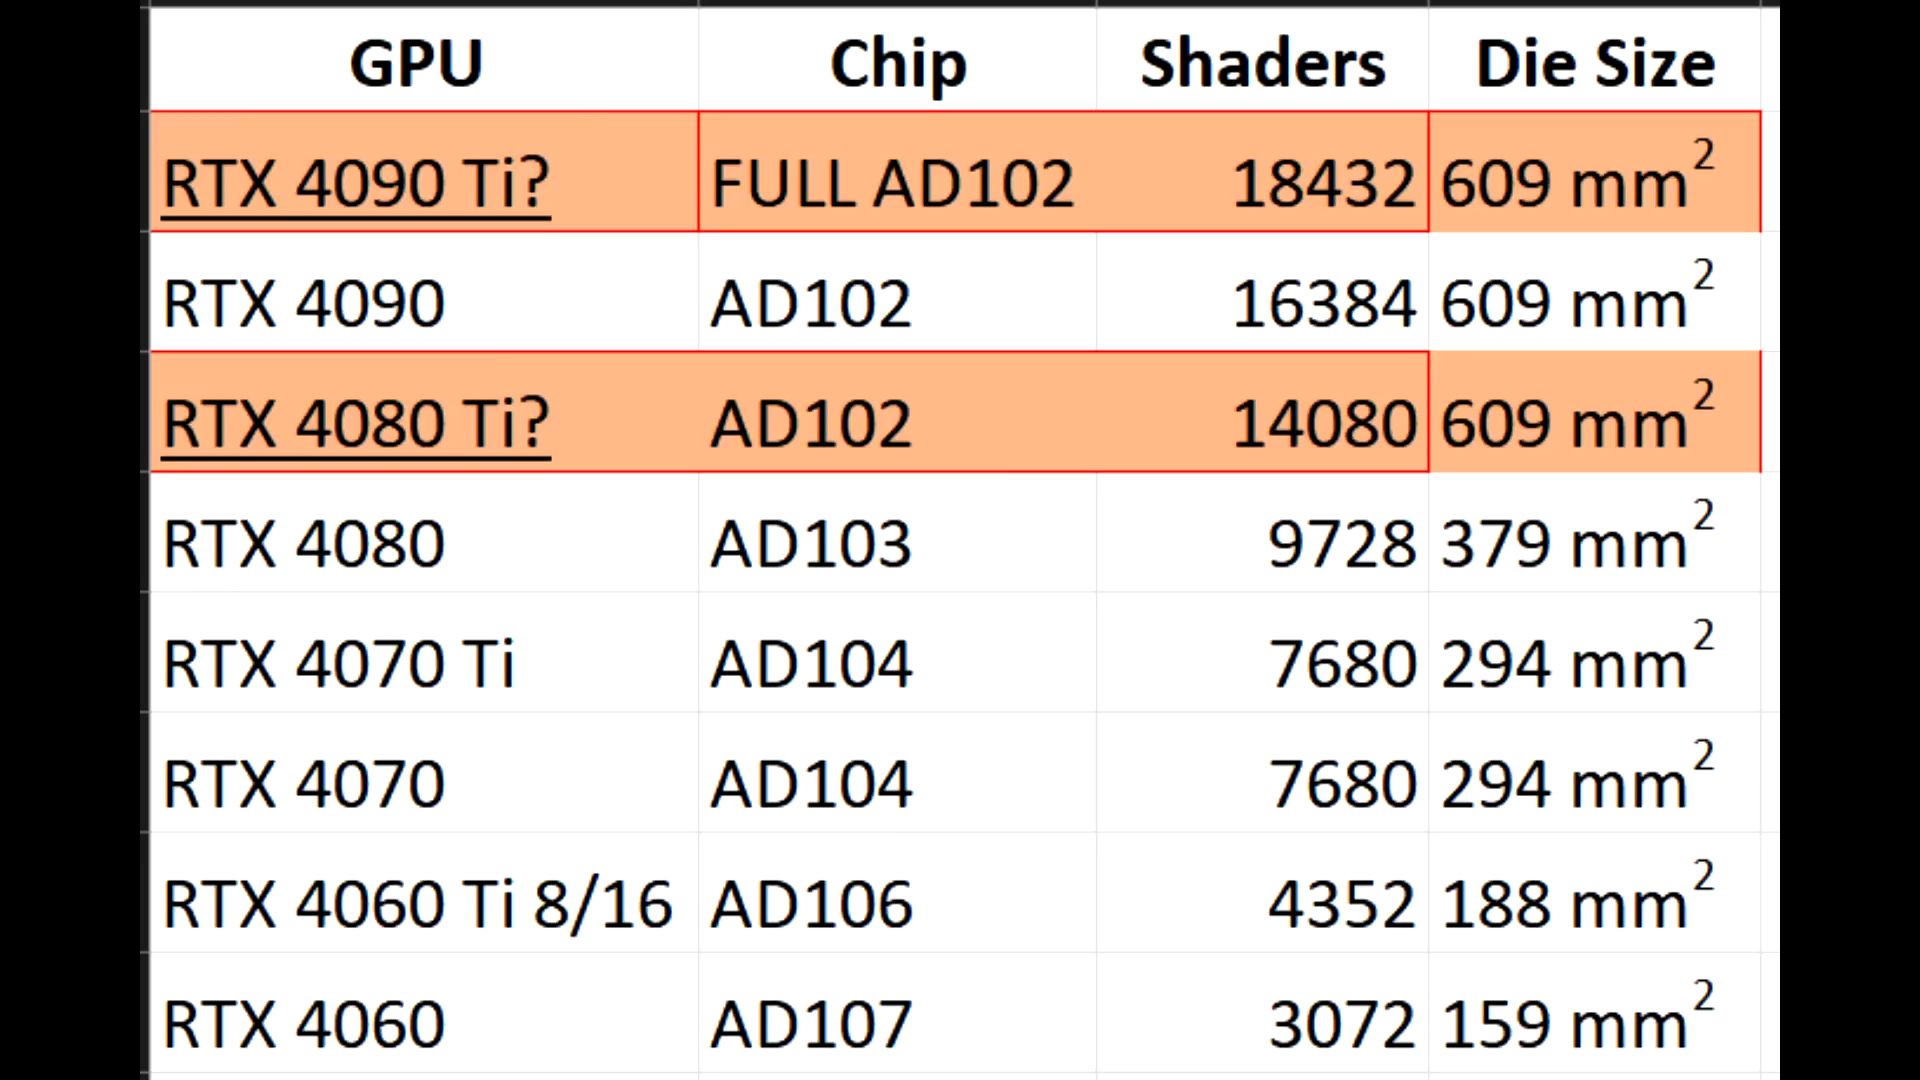 GPU Chip Shaders Die Size
RTX 4090 Ti? FULL AD102 18432 609 mm²
RTX 4090 AD102 16384 609 mm²
RTX 4080 Ti? AD102 14080 609 mm²
RTX 4080 AD103 9728 379 mm²
RTX 4070 Ti AD104 7680 294 mm²
RTX 4070 AD104 7680 294 mm²
RTX 4060 Ti 8/16 AD106 4352 188 mm²
RTX 4060 AD107 3072 159 mm²